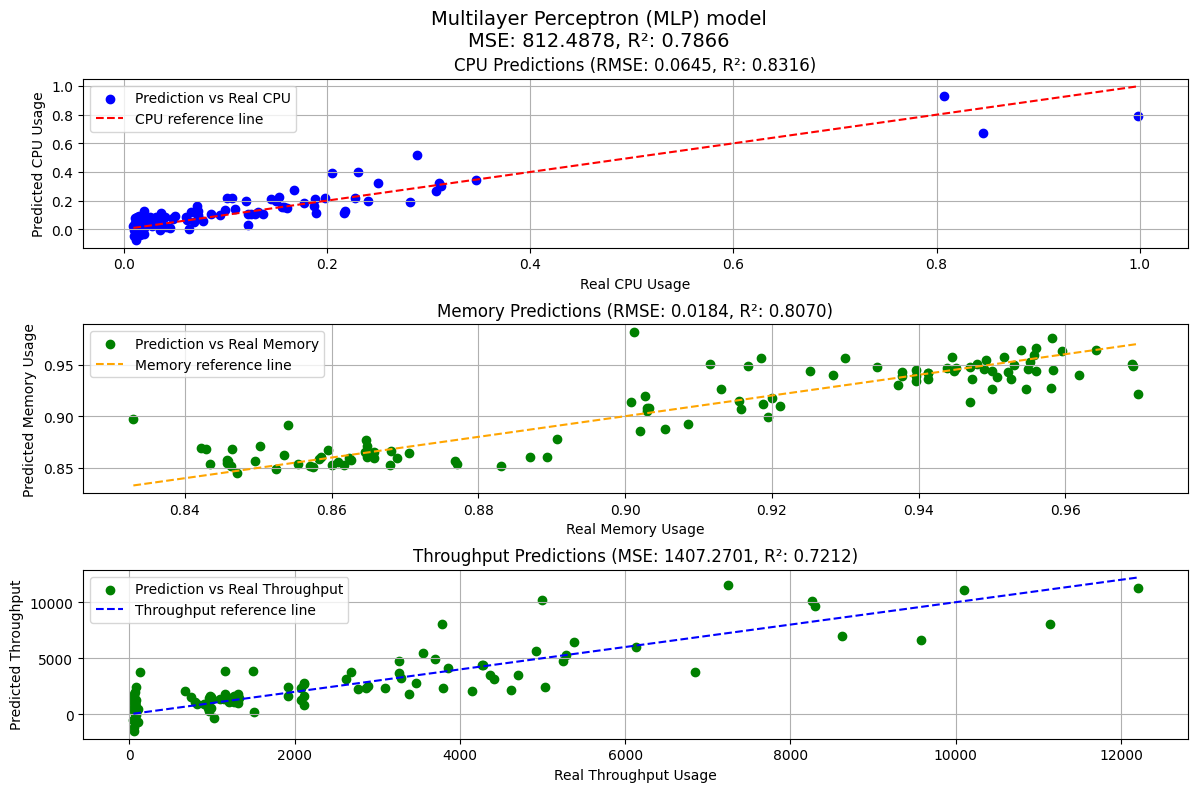 Multilayer Perceptron (MLP) model
MSE: 812.4878, R²: 0.7866
CPU Predictions (RMSE: 0.0645, R²: 0.8316)
Predicted CPU Usage
1.0
0.8
0.6
0.4
0.2
0.0
Prediction vs Real CPU
CPU reference line
0.0 0.2 0.4 0.6 0.8 1.0
Real CPU Usage
Memory Predictions (RMSE: 0.0184, R²: 0.8070)
Predicted Memory Usage
0.95
0.90
0.85
Prediction vs Real Memory
Memory reference line
0.84 0.86 0.88 0.90 0.92 0.94 0.96
Real Memory Usage
Throughput Predictions (MSE: 1407.2701, R²: 0.7212)
Predicted Throughput
10000
5000
0
Prediction vs Real Throughput
Throughput reference line
0 2000 4000 6000 8000 10000 12000
Real Throughput Usage